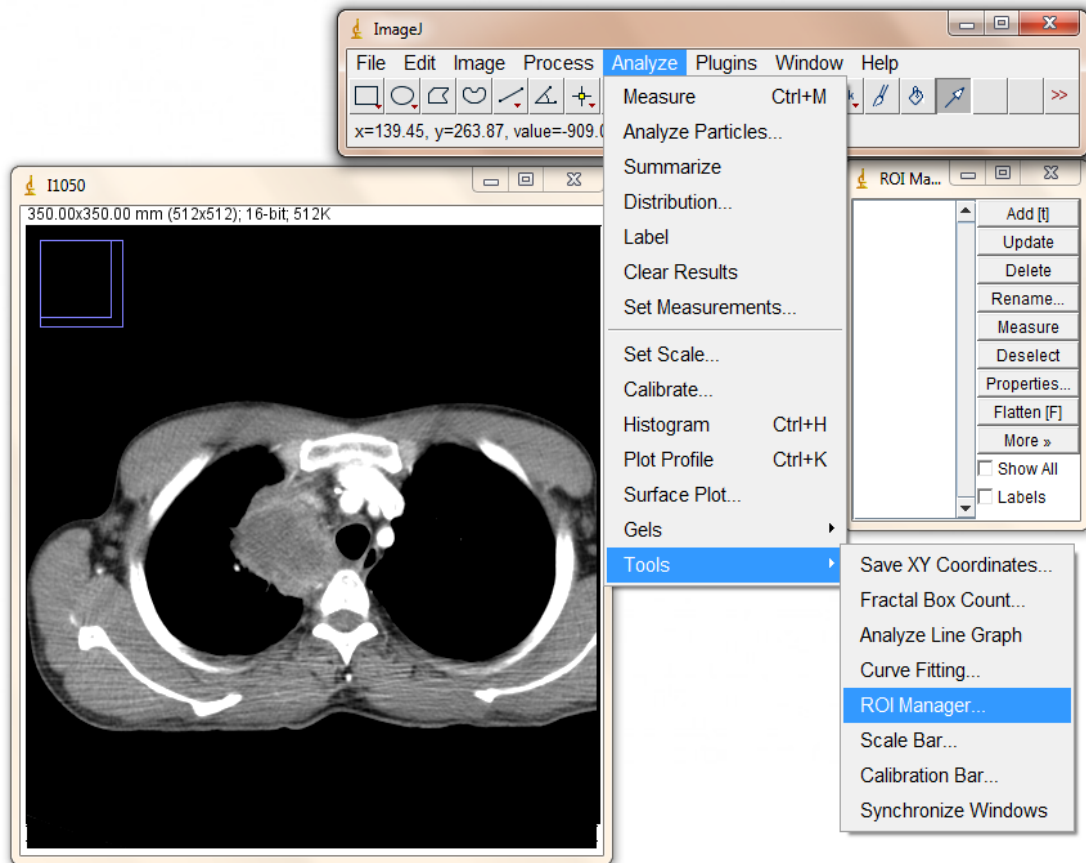 ImageJ
File Edit Image Process Analyze Plugins Window Help
x=139.45, y=263.87, value=-909.0
Measure Ctrl+M
Analyze Particles...
Summarize
Distribution...
Label
Clear Results
Set Measurements...
Set Scale...
Calibrate...
Histogram Ctrl+H
Plot Profile Ctrl+K
Surface Plot...
Gels
Tools
Save XY Coordinates...
Fractal Box Count...
Analyze Line Graph
Curve Fitting...
ROI Manager...
Scale Bar...
Calibration Bar...
Synchronize Windows
I1050
350.00x350.00 mm (512x512); 16-bit; 512K
ROI Ma...
Add [t]
Update
Delete
Rename...
Measure
Deselect
Properties...
Flatten [F]
More »
Show All
Labels